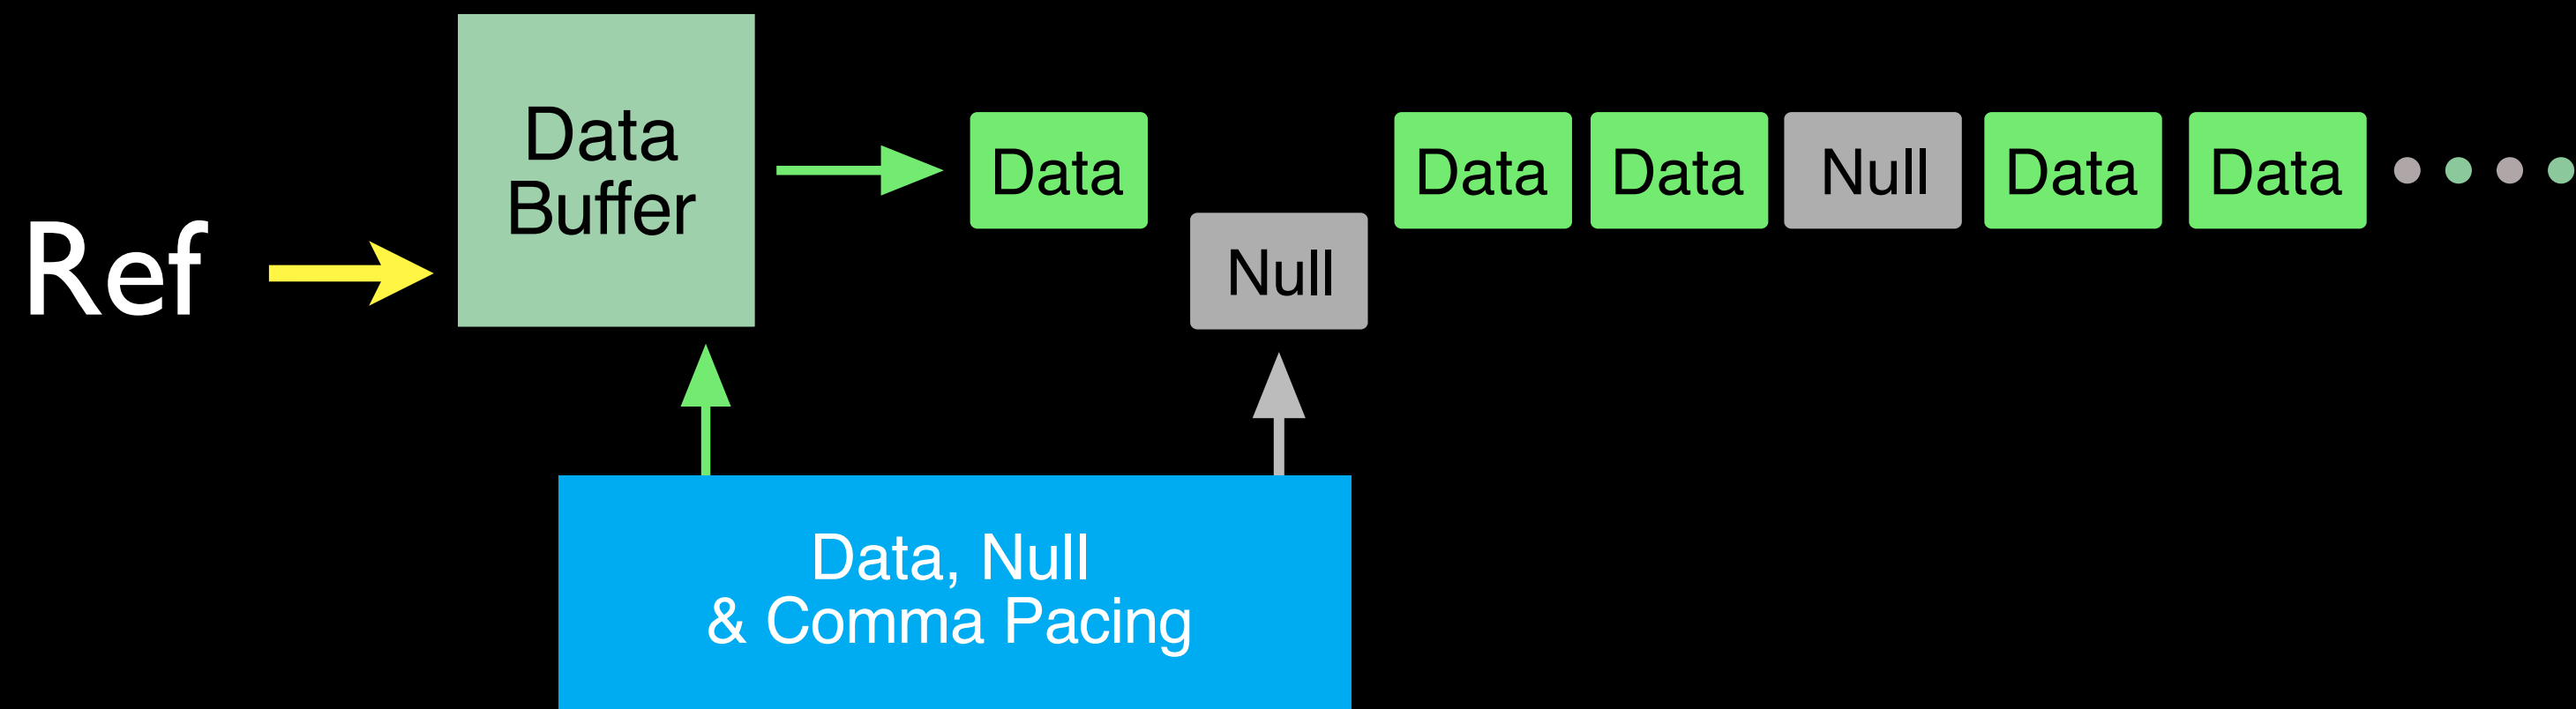 Ref
Data
Buffer
Data
Null
Data
Data
Null
Data
Data
Data, Null
& Comma Pacing